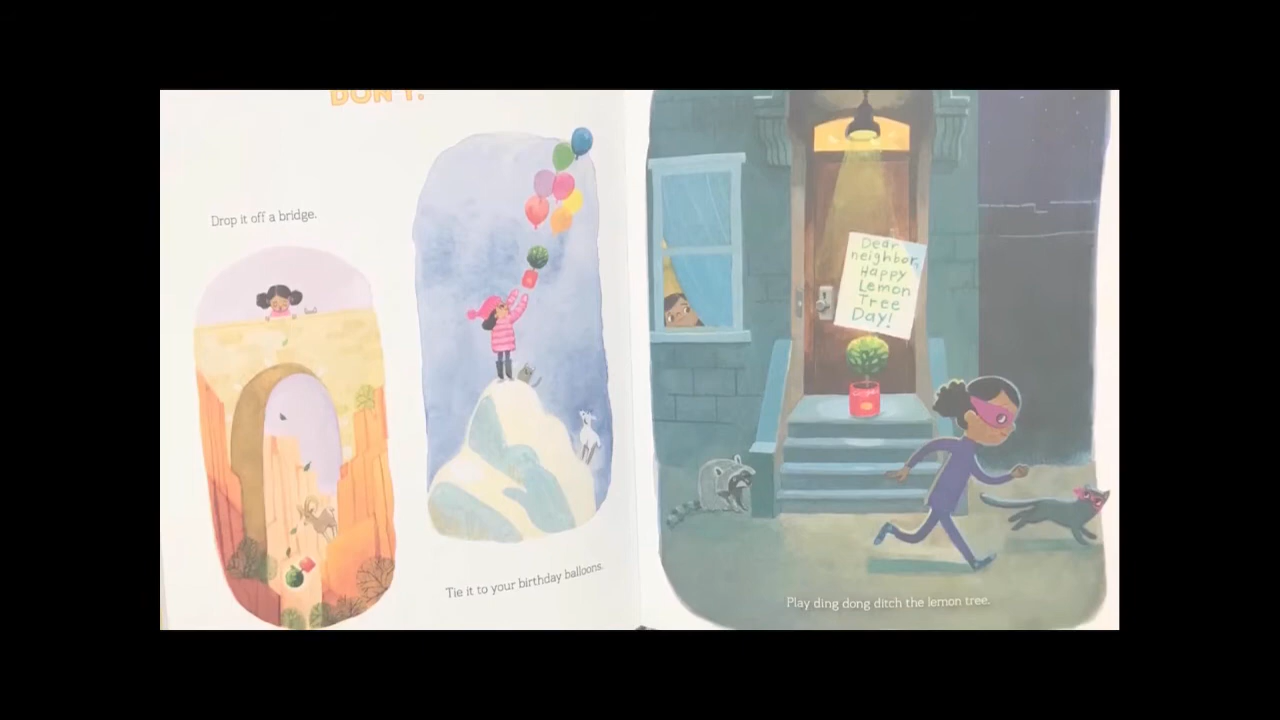 DON'T:
Drop it off a bridge.
Tie it to your birthday balloons.
Dear
neighbor,
Happy
Lemon
Tree
Day!
Play ding dong ditch the lemon tree.